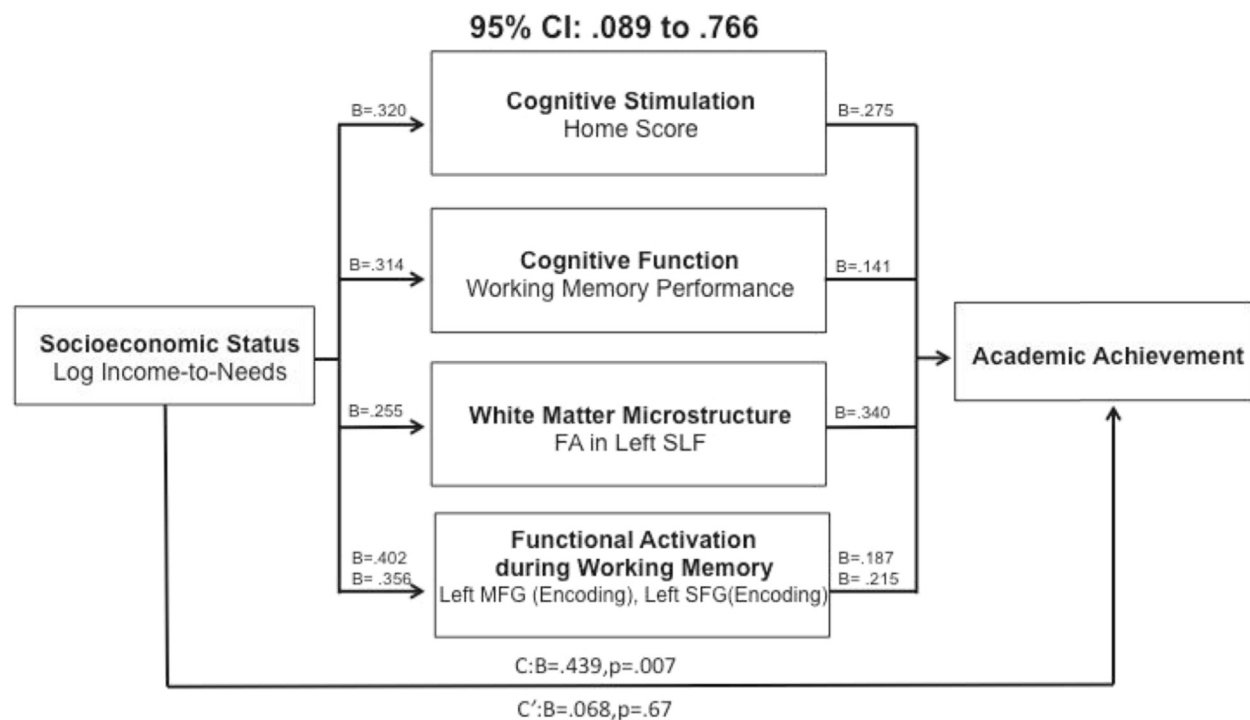 95% CI: .089 to .766
Cognitive Stimulation
Home Score
B=.320
B=.275
Cognitive Function
Working Memory Performance
B=.314
B=.141
Socioeconomic Status
Log Income-to-Needs
Academic Achievement
White Matter Microstructure
FA in Left SLF
B=.255
B=.340
Functional Activation
during Working Memory
Left MFG (Encoding), Left SFG(Encoding)
B=.402
B= .356
B=.187
B= .215
C:B=.439,p=.007
C′:B=.068,p=.67